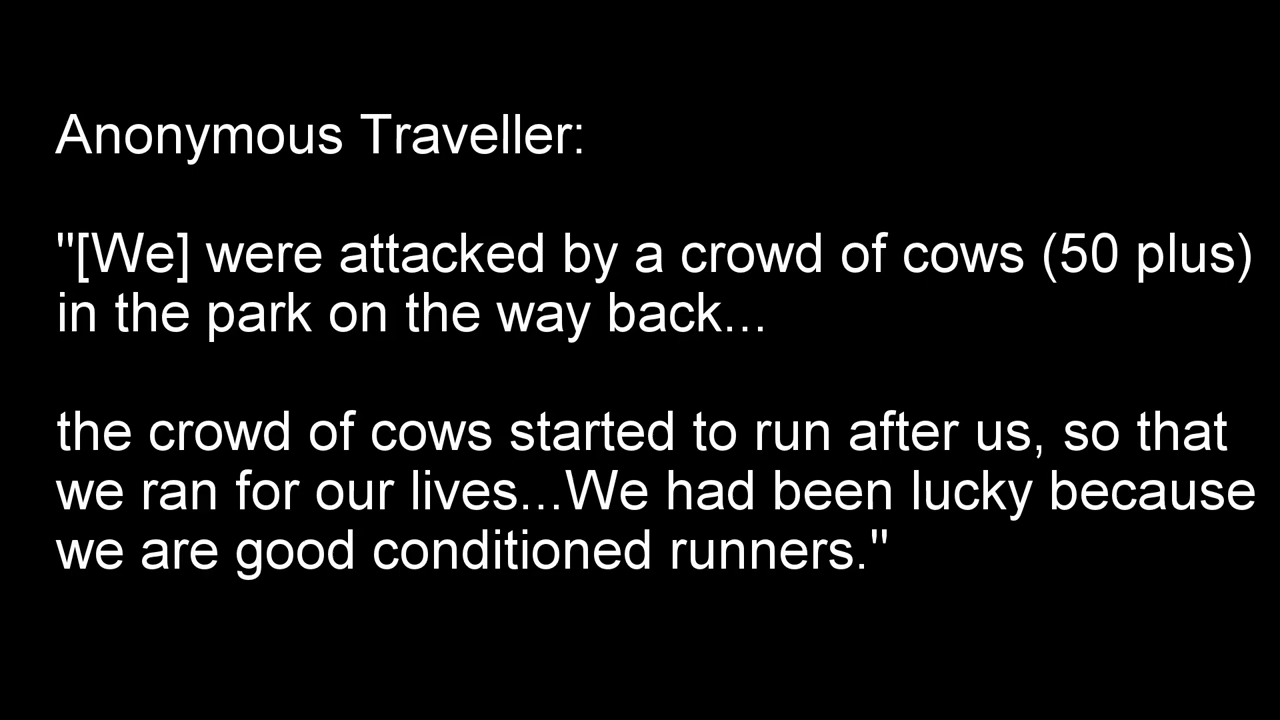 Anonymous Traveller:
"[We] were attacked by a crowd of cows (50 plus)
in the park on the way back...
the crowd of cows started to run after us, so that
we ran for our lives...We had been lucky because
we are good conditioned runners."